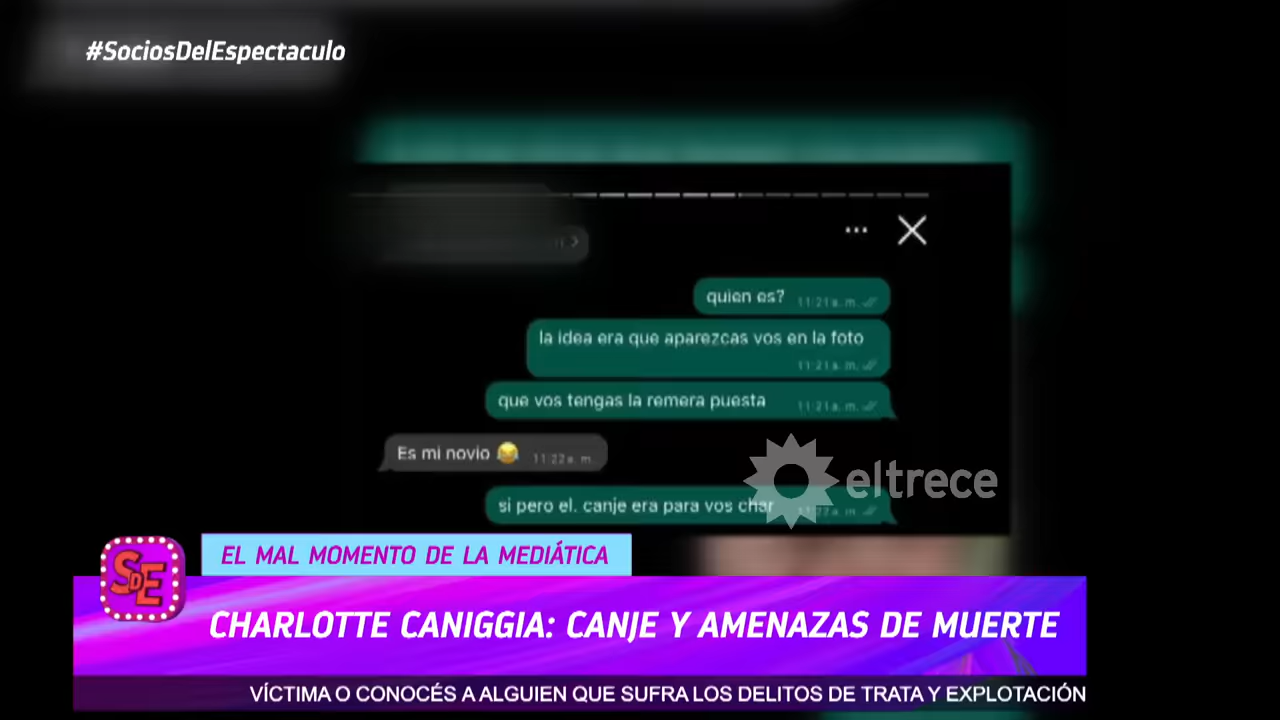 #SociosDelEspectaculo
quien es?
11:21 a. m.
la idea era que aparezcas vos en la foto
11:21 a. m.
que vos tengas la remera puesta
11:21 a. m.
Es mi novio 😂
11:22 a. m.
si pero el. canje era para vos char
eltrece
EL MAL MOMENTO DE LA MEDIÁTICA
SDE
CHARLOTTE CANIGGIA: CANJE Y AMENAZAS DE MUERTE
VÍCTIMA O CONOCÉS A ALGUIEN QUE SUFRA LOS DELITOS DE TRATA Y EXPLOTACIÓN